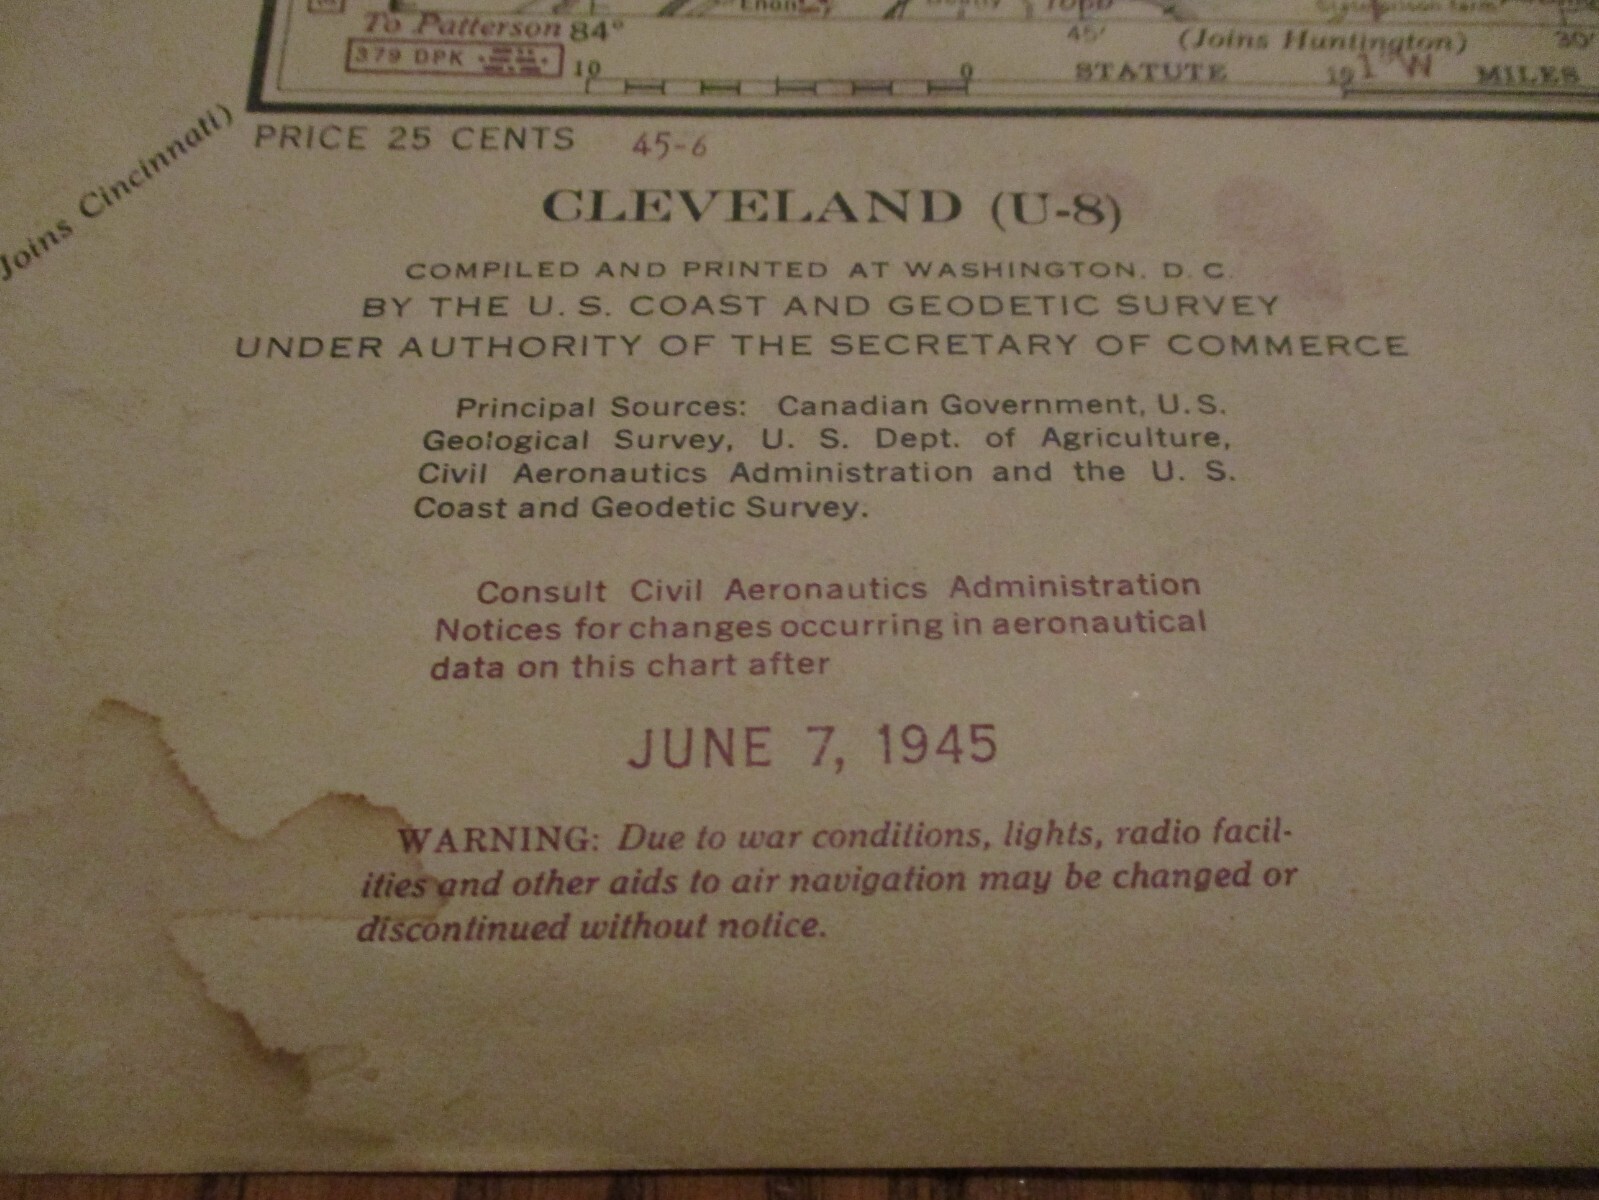 To Patterson 84° 45' (Joins Huntington) 30'
379 DPK
10 0 STATUTE 10 MILES
1° W
Joins Cincinnati)
PRICE 25 CENTS 45-6
CLEVELAND (U-8)
COMPILED AND PRINTED AT WASHINGTON, D. C.
BY THE U. S. COAST AND GEODETIC SURVEY
UNDER AUTHORITY OF THE SECRETARY OF COMMERCE
Principal Sources: Canadian Government, U. S.
Geological Survey, U. S. Dept. of Agriculture,
Civil Aeronautics Administration and the U. S.
Coast and Geodetic Survey.
Consult Civil Aeronautics Administration
Notices for changes occurring in aeronautical
data on this chart after
JUNE 7, 1945
WARNING: Due to war conditions, lights, radio facil-
ities and other aids to air navigation may be changed or
discontinued without notice.